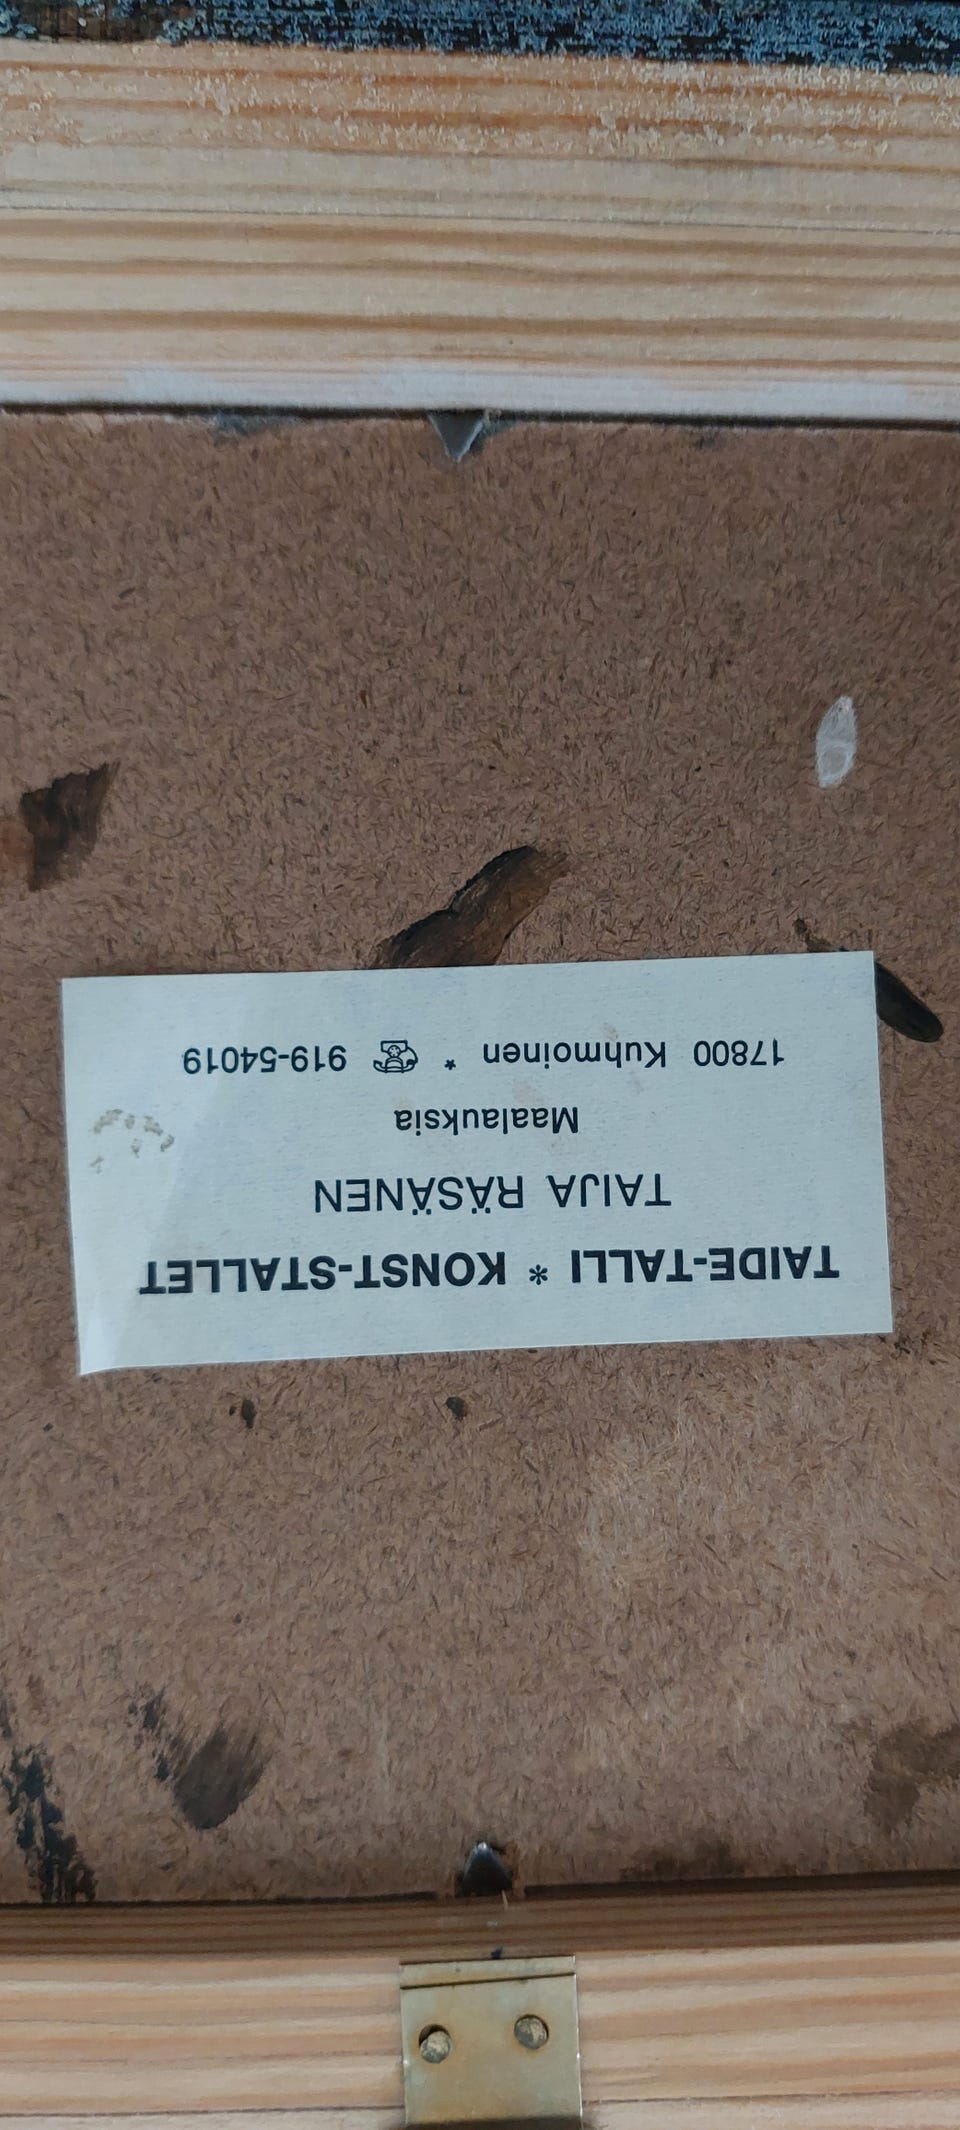 TAIDE-TALLI * KONST-STALLET
TAIJA RÄSÄNEN
Maalauksia
17800 Kuhmoinen * ☎ 919-54019